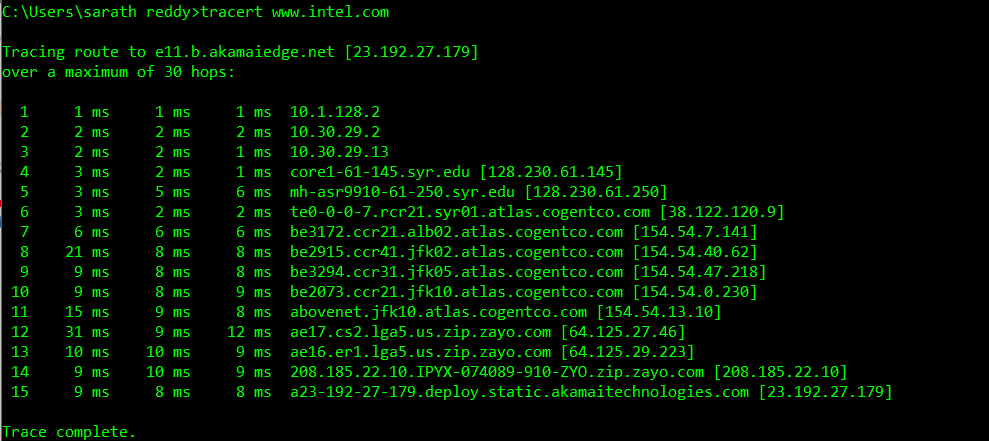 C:\Users\sarath reddy>tracert www.intel.com
Tracing route to e11.b.akamaiedge.net [23.192.27.179]
over a maximum of 30 hops:
1 1 ms 1 ms 1 ms 10.1.128.2
2 2 ms 2 ms 2 ms 10.30.29.2
3 2 ms 2 ms 1 ms 10.30.29.13
4 3 ms 2 ms 1 ms core1-61-145.syr.edu [128.230.61.145]
5 3 ms 5 ms 6 ms mh-asr9910-61-250.syr.edu [128.230.61.250]
6 3 ms 2 ms 2 ms te0-0-0-7.rcr21.syr01.atlas.cogentco.com [38.122.120.9]
7 6 ms 6 ms 6 ms be3172.ccr21.alb02.atlas.cogentco.com [154.54.7.141]
8 21 ms 8 ms 8 ms be2915.ccr41.jfk02.atlas.cogentco.com [154.54.40.62]
9 9 ms 8 ms 8 ms be3294.ccr31.jfk05.atlas.cogentco.com [154.54.47.218]
10 9 ms 8 ms 9 ms be2073.ccr21.jfk10.atlas.cogentco.com [154.54.0.230]
11 15 ms 9 ms 8 ms abovenet.jfk10.atlas.cogentco.com [154.54.13.10]
12 31 ms 9 ms 12 ms ae17.cs2.lga5.us.zip.zayo.com [64.125.27.46]
13 10 ms 10 ms 9 ms ae16.er1.lga5.us.zip.zayo.com [64.125.29.223]
14 9 ms 10 ms 9 ms 208.185.22.10.IPYX-074089-910-ZYO.zip.zayo.com [208.185.22.10]
15 9 ms 8 ms 8 ms a23-192-27-179.deploy.static.akamaitechnologies.com [23.192.27.179]
Trace complete.